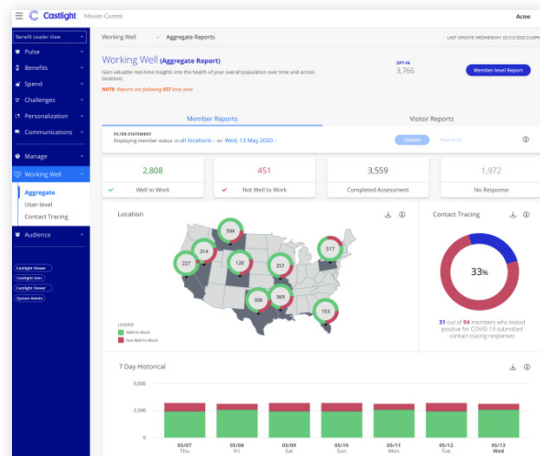 Castlight
Mission Control
Acme
Benefit Leader View
Pulse
Benefits
Spend
Challenges
Personalization
Communications
Manage
Working Well
Aggregate
User-level
Contact Tracing
Audience
Castlight Viewer
Castlight User
Castlight Viewer
System Admin
Working Well
Aggregate Reports
LAST UPDATE: WEDNESDAY, 05/13/2020
Working Well (Aggregate Report)
Gain valuable real-time insights into the health of your overall population over time and across
locations.
NOTE: Reports are following EST time zone
OPT-IN
3,766
Member-level Report
Member Reports
Visitor Reports
FILTER STATEMENT
Displaying member status in all locations on Wed, 13 May 2020
Update
2,808
Well to Work
451
Not Well to Work
3,559
Completed Assessment
1,972
No Response
Location
504
314
227
128
357
517
306
369
153
LEGEND
Well to Work
Not Well to Work
Contact Tracing
33%
31 out of 94 members who tested
positive for COVID-19 submitted
contact tracing responses
7 Day Historical
5,000
2,500
0
05/07 05/08 05/09 05/10 05/11 05/12 05/13
Thu Fri Sat Sun Mon Tue Wed